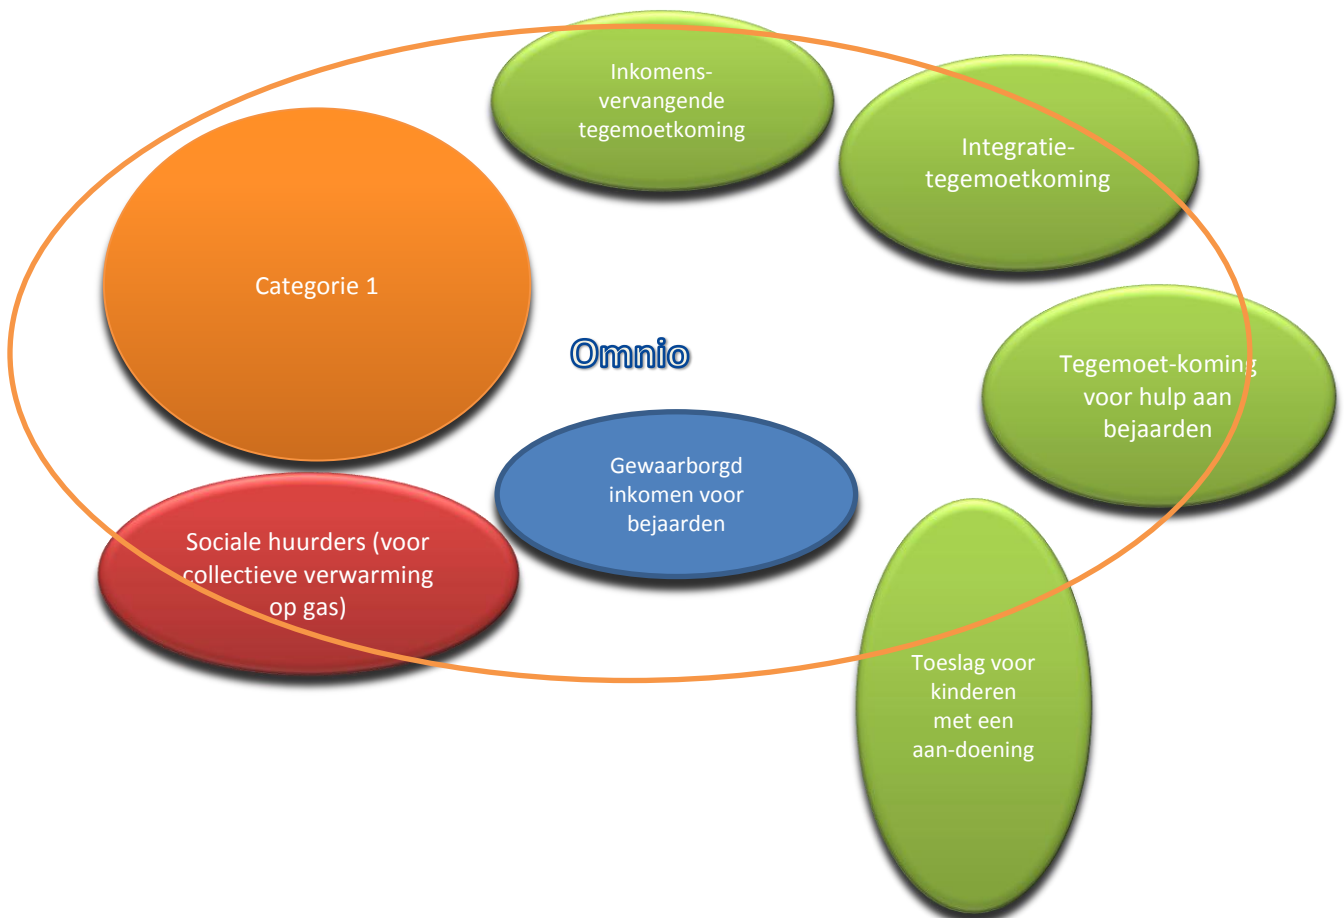 Inkomens-
vervangende
tegemoetkoming
Integratie-
tegemoetkoming
Categorie 1
Omnio
Tegemoet-koming
voor hulp aan
bejaarden
Gewaarborgd
inkomen voor
bejaarden
Sociale huurders (voor
collectieve verwarming
op gas)
Toeslag voor
kinderen
met een
aan-doening